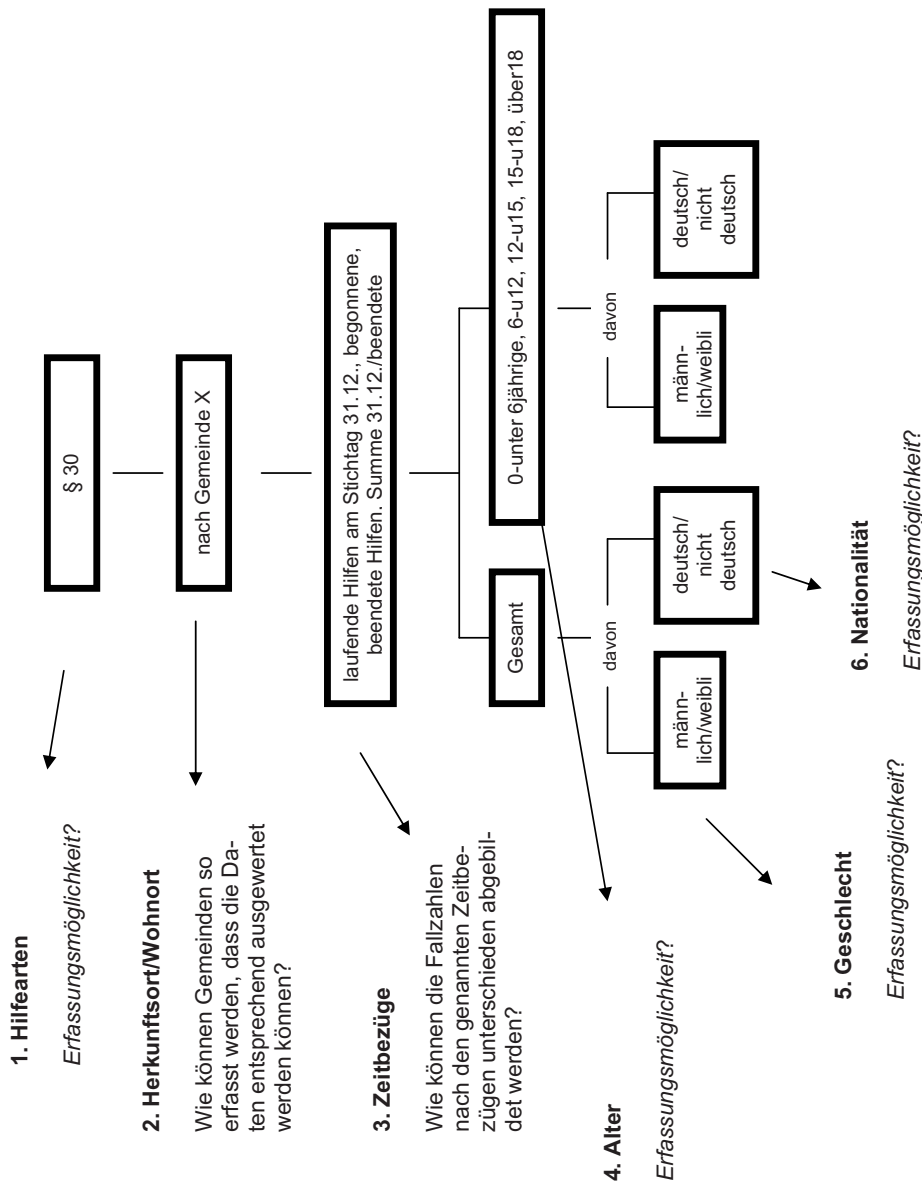 1. Hilfearten
Erfassungsmöglichkeit?
§ 30
2. Herkunftsort/Wohnort
Wie können Gemeinden so
erfasst werden, dass die Da-
ten entsprechend ausgewertet
werden können?
nach Gemeinde X
3. Zeitbezüge
Wie können die Fallzahlen
nach den genannten Zeitbe-
zügen unterschieden abgebil-
det werden?
laufende Hilfen am Stichtag 31.12., begonnene,
beendete Hilfen. Summe 31.12./beendete
4. Alter
Erfassungsmöglichkeit?
Gesamt
0-unter 6jährige, 6-u12, 12-u15, 15-u18, über18
davon
davon
männ-
lich/weibli
deutsch/
nicht
deutsch
männ-
lich/weibli
deutsch/
nicht
deutsch
5. Geschlecht
Erfassungsmöglichkeit?
6. Nationalität
Erfassungsmöglichkeit?